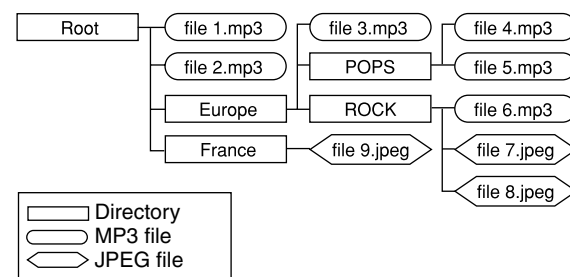 Root
file 1.mp3
file 3.mp3
file 4.mp3
file 2.mp3
POPS
file 5.mp3
Europe
ROCK
file 6.mp3
France
file 9.jpeg
file 7.jpeg
file 8.jpeg
Directory
MP3 file
JPEG file